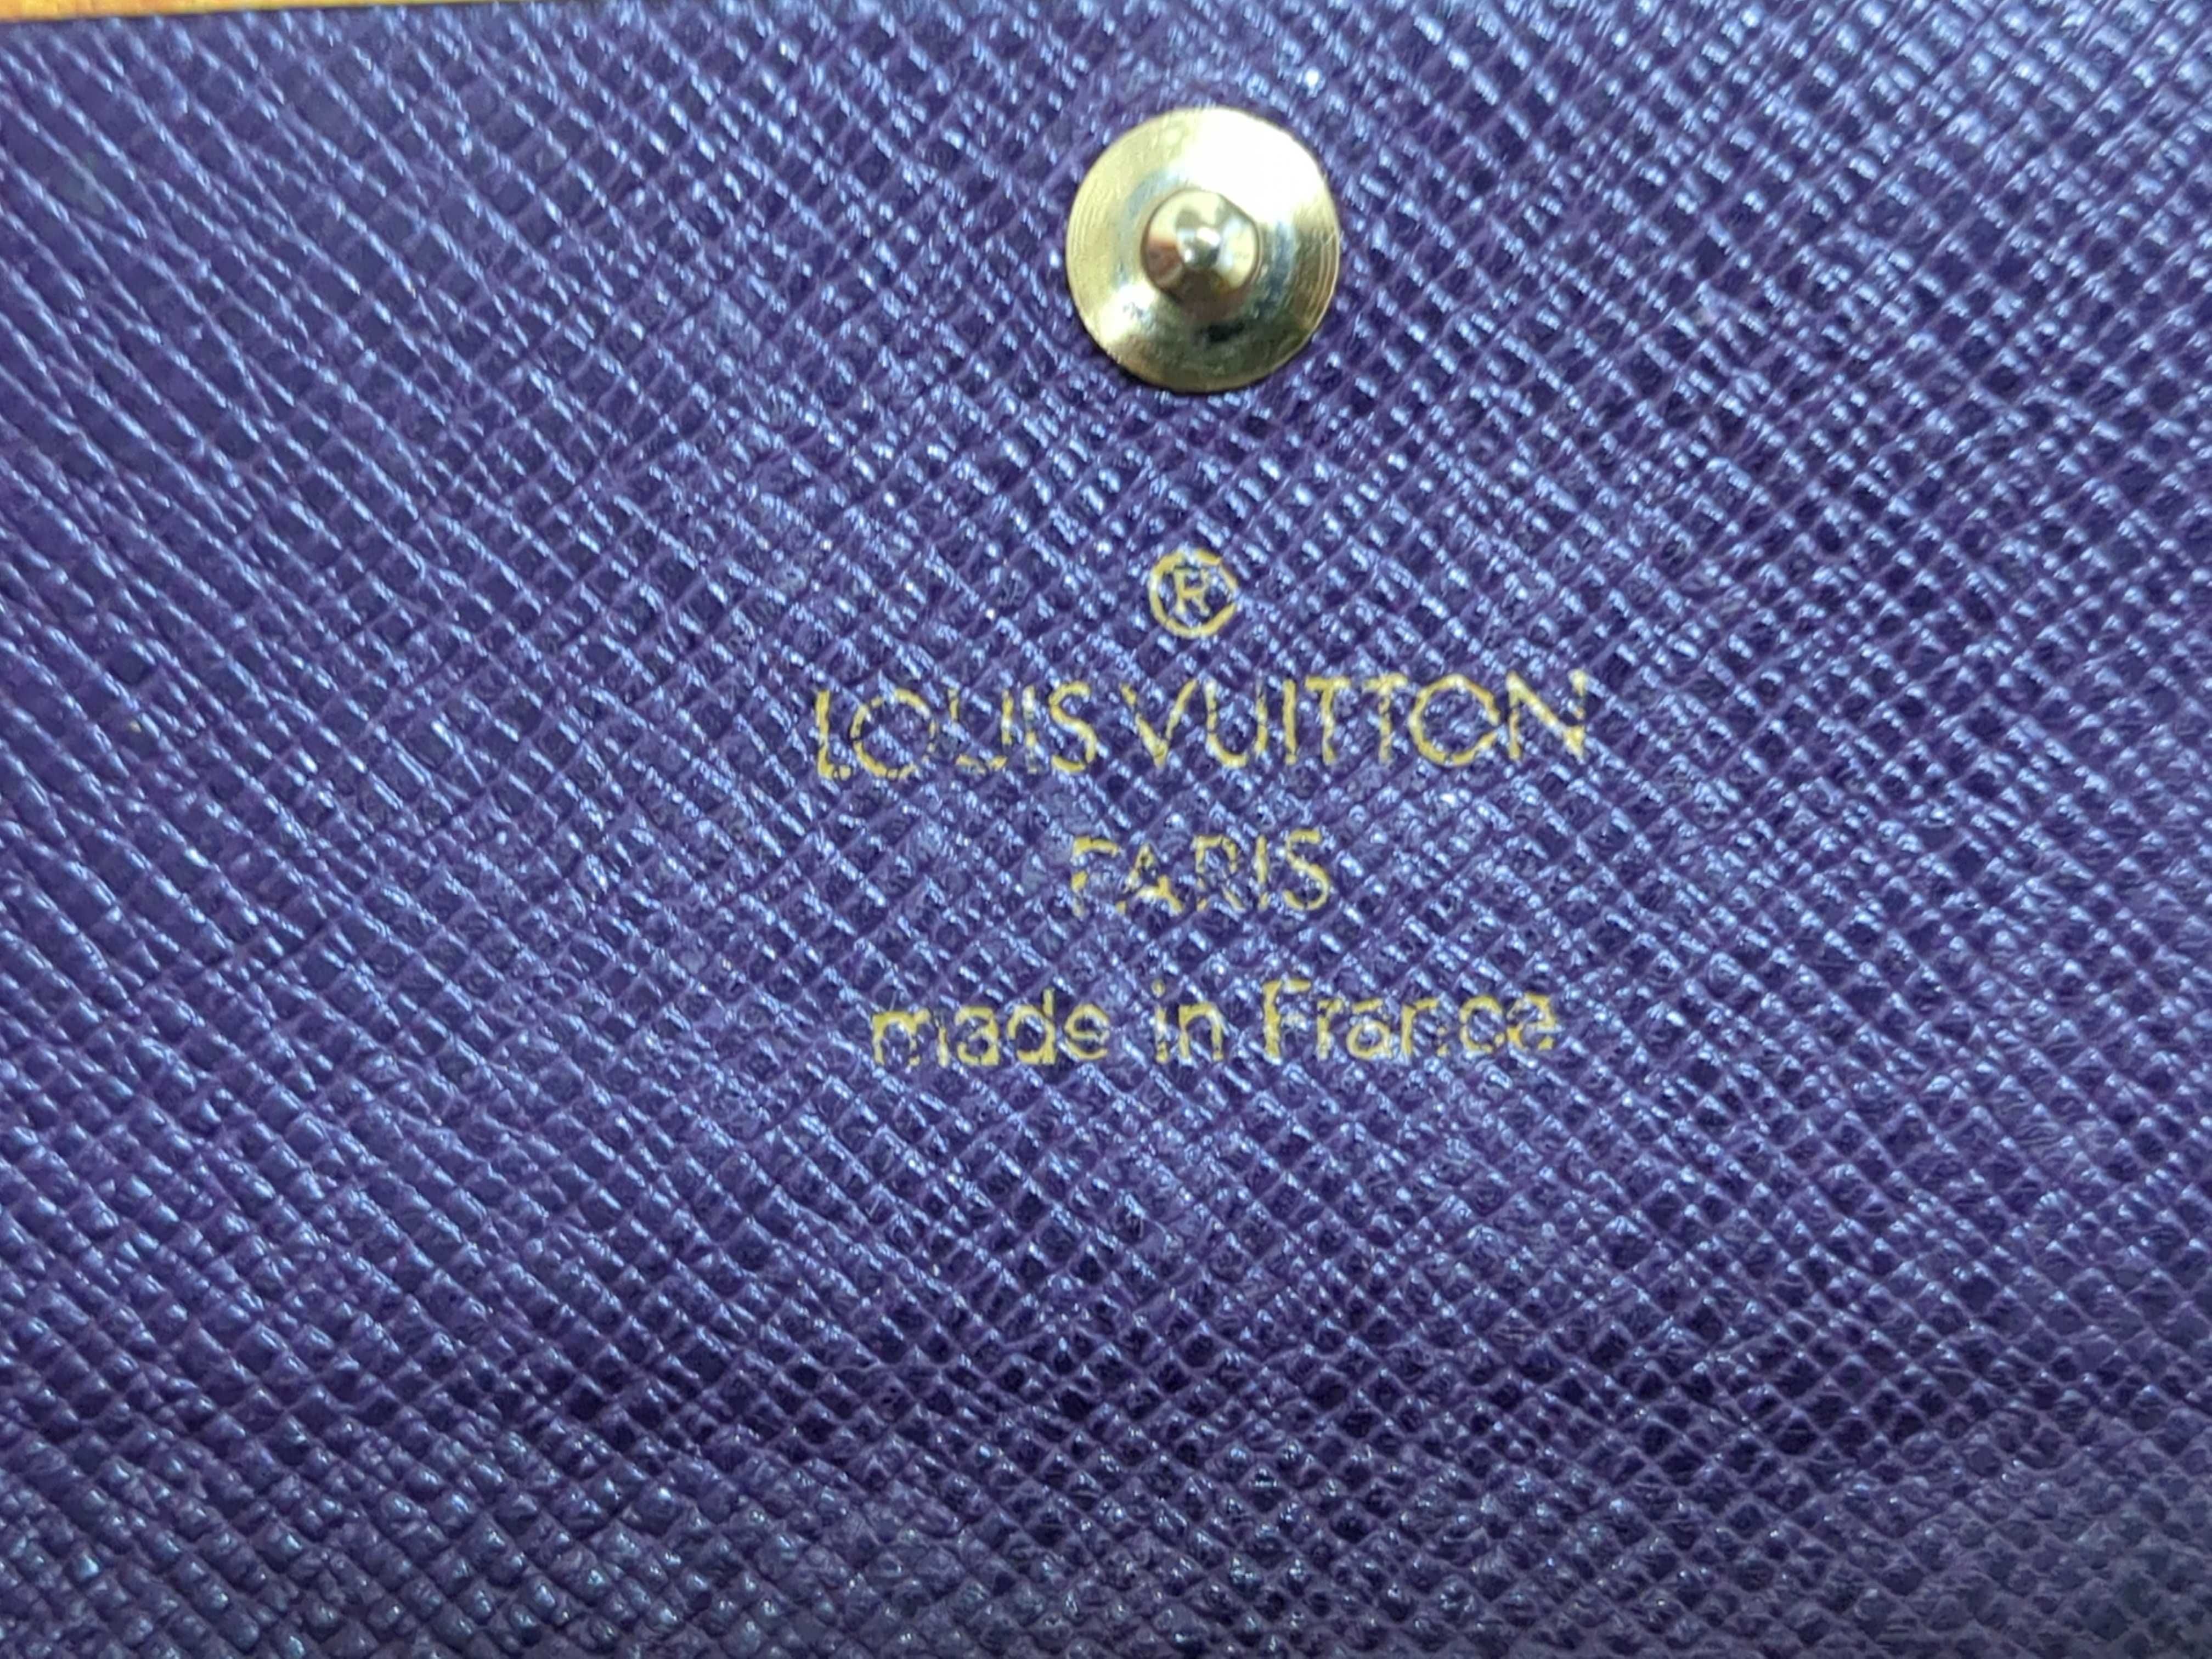 ®
LOUIS VUITTON
PARIS
made in France